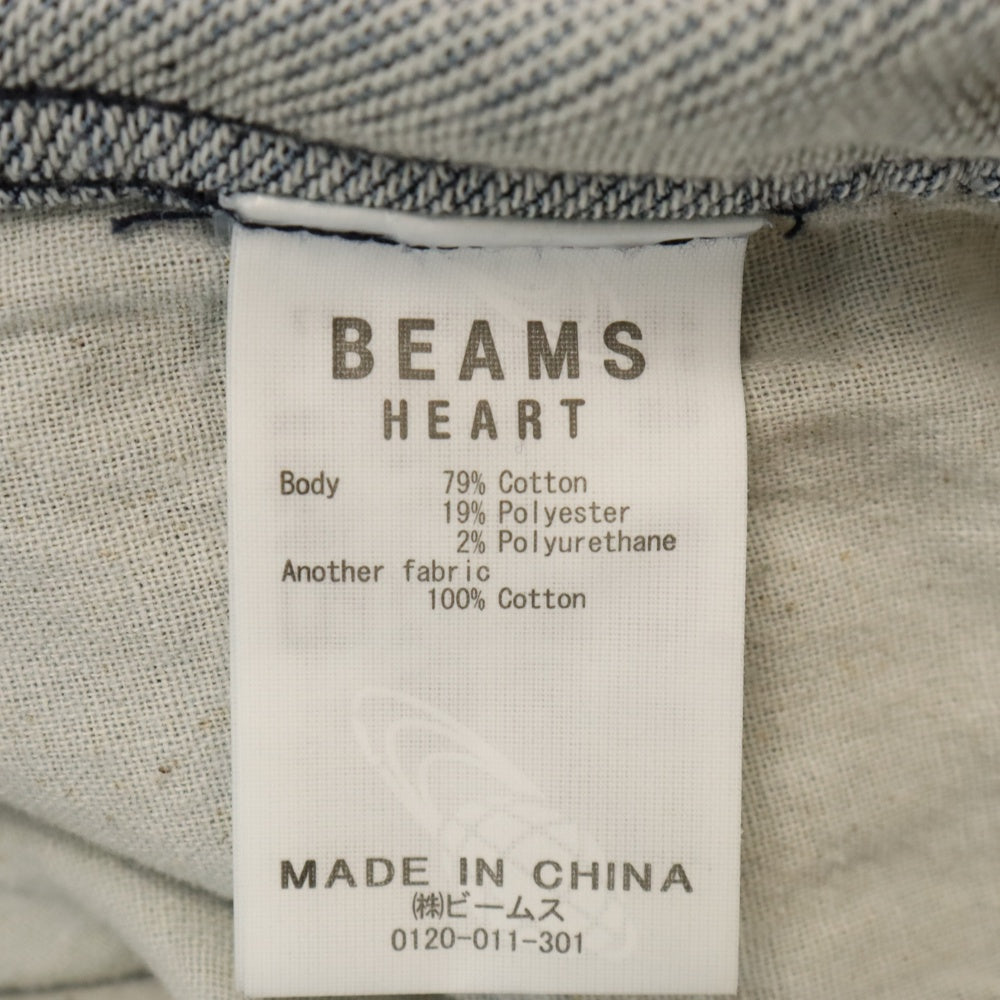 BEAMS
HEART
Body 79% Cotton
19% Polyester
2% Polyurethane
Another fabric
100% Cotton
MADE IN CHINA
㈱ビームス
0120-011-301